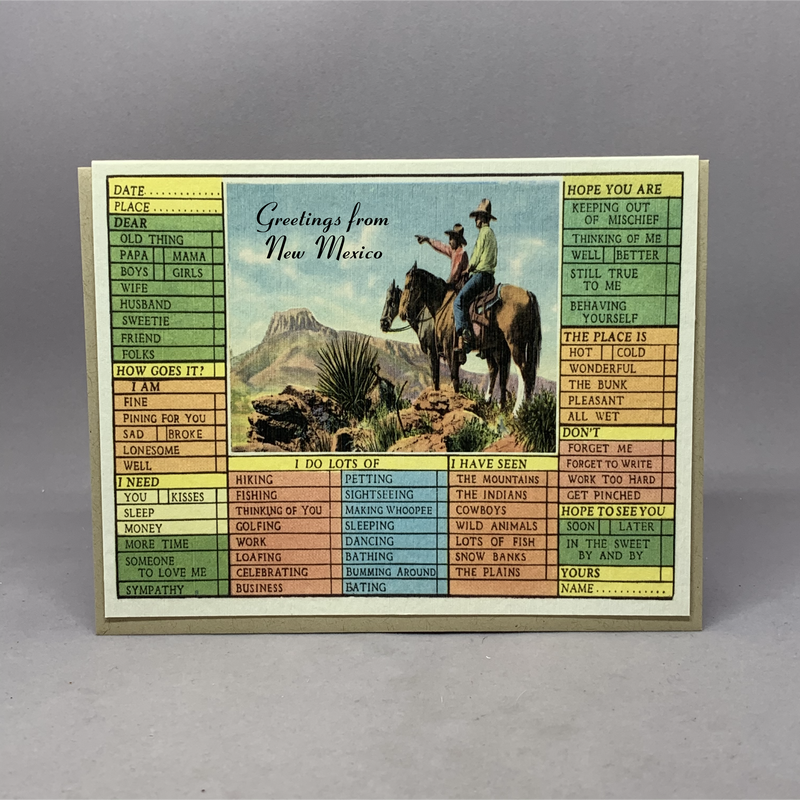 DATE............
PLACE............
DEAR
OLD THING
PAPA MAMA
BOYS GIRLS
WIFE
HUSBAND
SWEETIE
FRIEND
FOLKS
HOW GOES IT?
I AM
FINE
PINING FOR YOU
SAD BROKE
LONESOME
WELL
I NEED
YOU KISSES
SLEEP
MONEY
MORE TIME
SOMEONE
TO LOVE ME
SYMPATHY
Greetings from
New Mexico
I DO LOTS OF
HIKING
FISHING
THINKING OF YOU
GOLFING
WORK
LOAFING
CELEBRATING
BUSINESS
PETTING
SIGHTSEEING
MAKING WHOOPEE
SLEEPING
DANCING
BATHING
BUMMING AROUND
EATING
I HAVE SEEN
THE MOUNTAINS
THE INDIANS
COWBOYS
WILD ANIMALS
LOTS OF FISH
SNOW BANKS
THE PLAINS
HOPE YOU ARE
KEEPING OUT
OF MISCHIEF
THINKING OF ME
WELL BETTER
STILL TRUE
TO ME
BEHAVING
YOURSELF
THE PLACE IS
HOT COLD
WONDERFUL
THE BUNK
PLEASANT
ALL WET
DON'T
FORGET ME
FORGET TO WRITE
WORK TOO HARD
GET PINCHED
HOPE TO SEE YOU
SOON LATER
IN THE SWEET
BY AND BY
YOURS
NAME............